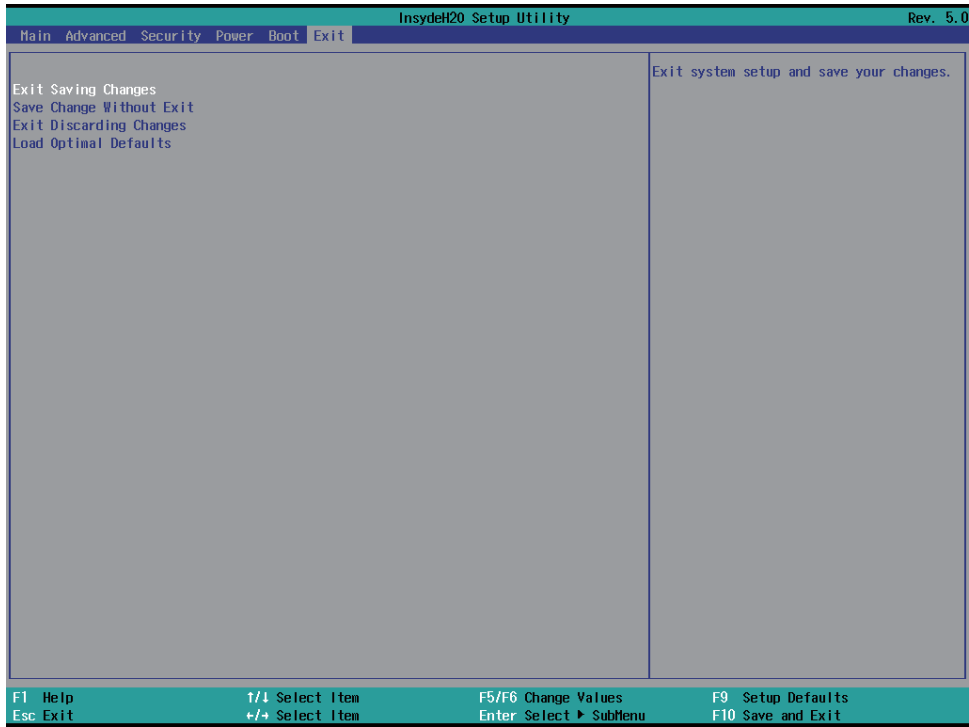 InsydeH20 Setup Utility Rev. 5.0
Main Advanced Security Power Boot Exit
Exit Saving Changes
Save Change Without Exit
Exit Discarding Changes
Load Optimal Defaults
Exit system setup and save your changes.
F1 Help ↑/↓ Select Item F5/F6 Change Values F9 Setup Defaults
Esc Exit ←/→ Select Item Enter Select ▶ SubMenu F10 Save and Exit